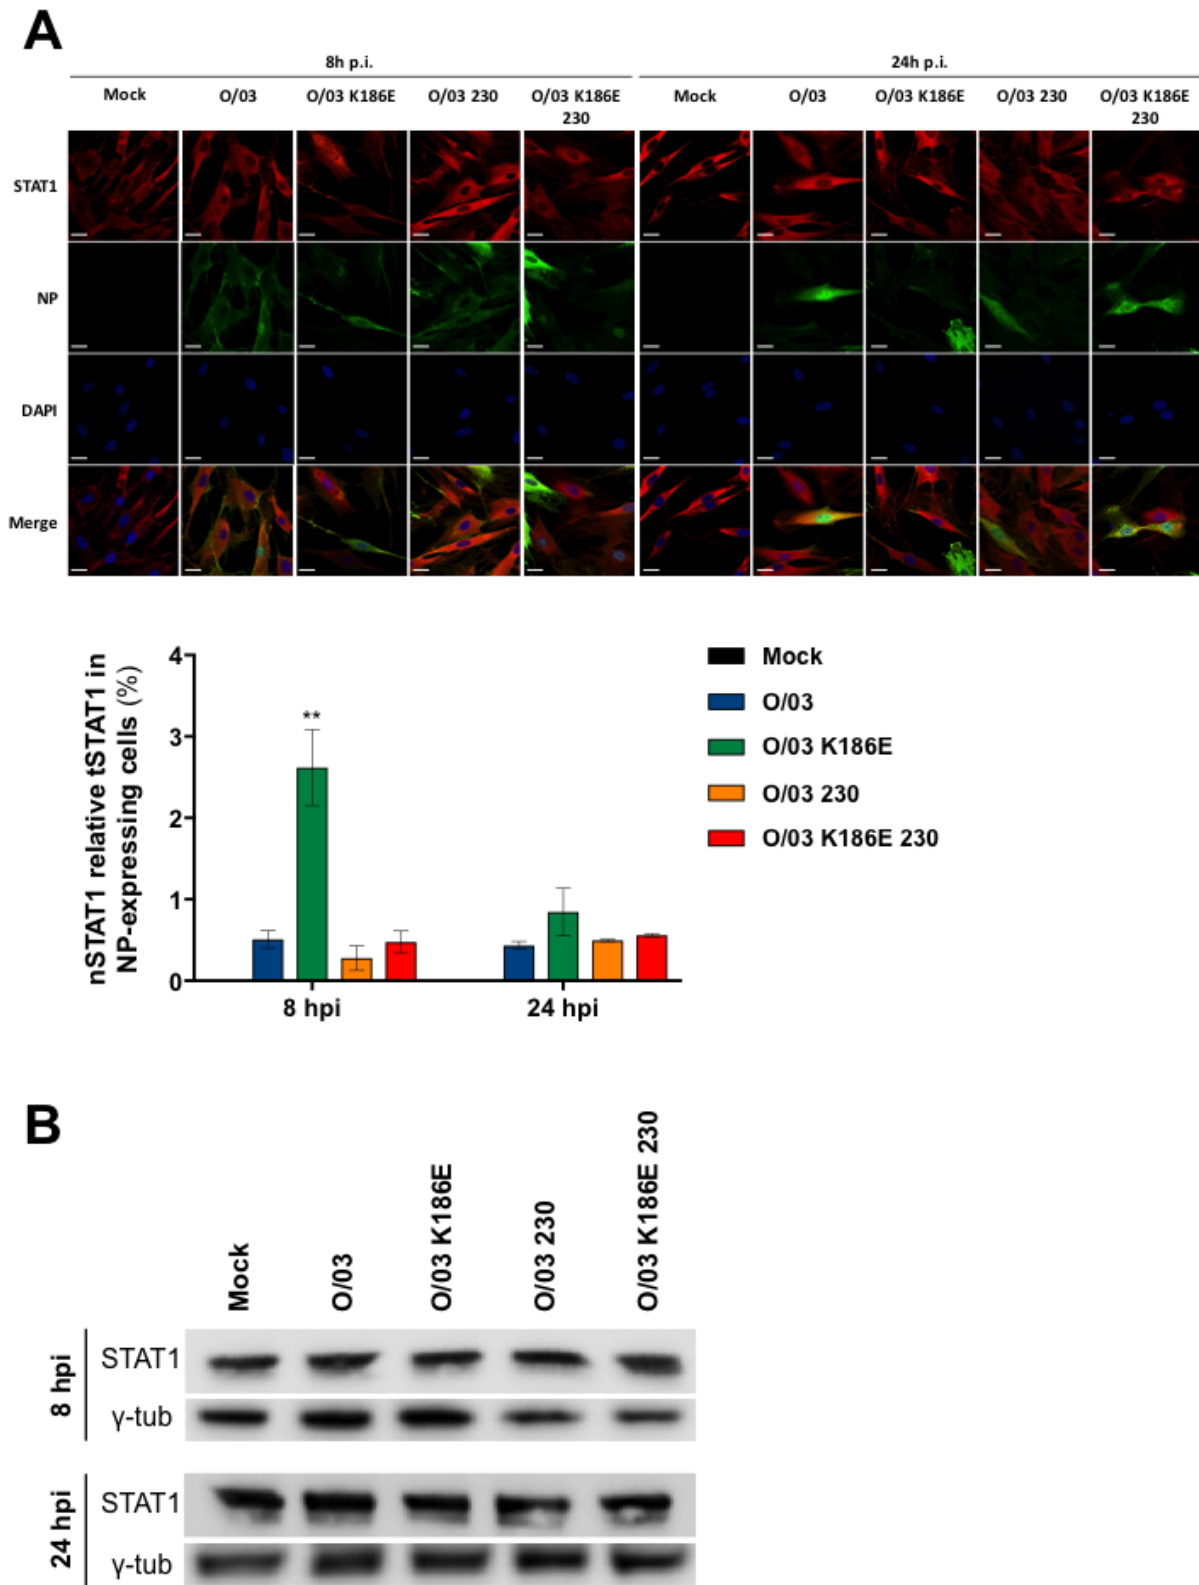 A
8h p.i.
24h p.i.
Mock
O/03
O/03 K186E
O/03 230
O/03 K186E
230
Mock
O/03
O/03 K186E
O/03 230
O/03 K186E
230
STAT1
NP
DAPI
Merge
nSTAT1 relative tSTAT1 in
NP-expressing cells (%)
4
3
2
1
0
**
8 hpi
24 hpi
Mock
O/03
O/03 K186E
O/03 230
O/03 K186E 230
B
Mock
O/03
O/03 K186E
O/03 230
O/03 K186E 230
8 hpi
STAT1
γ-tub
24 hpi
STAT1
γ-tub